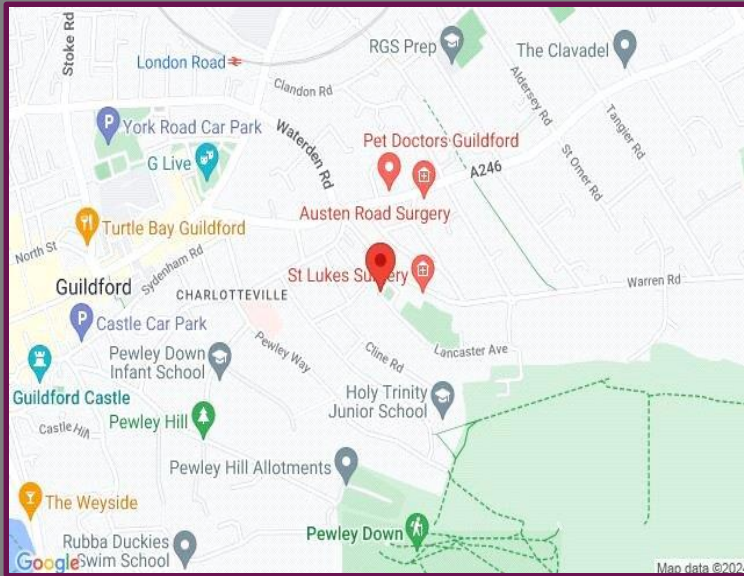 Stoke Rd
RGS Prep
The Clavadel
London Road
Clandon Rd
Aldersey Rd
Tangier Rd
York Road Car Park
Waterden Rd
Pet Doctors Guildford
St Omer Rd
G Live
A246
Austen Road Surgery
Turtle Bay Guildford
North St
Sydenham Rd
St Lukes Surgery
Warren Rd
Guildford
CHARLOTTEVILLE
Castle Car Park
Pewley Way
Lancaster Ave
Pewley Down
Infant School
Cline Rd
Guildford Castle
Holy Trinity
Junior School
Pewley Hill
Castle Hill
Pewley Hill Allotments
The Weyside
Pewley Down
Rubba Duckies
Swim School
Google
Map data ©2024